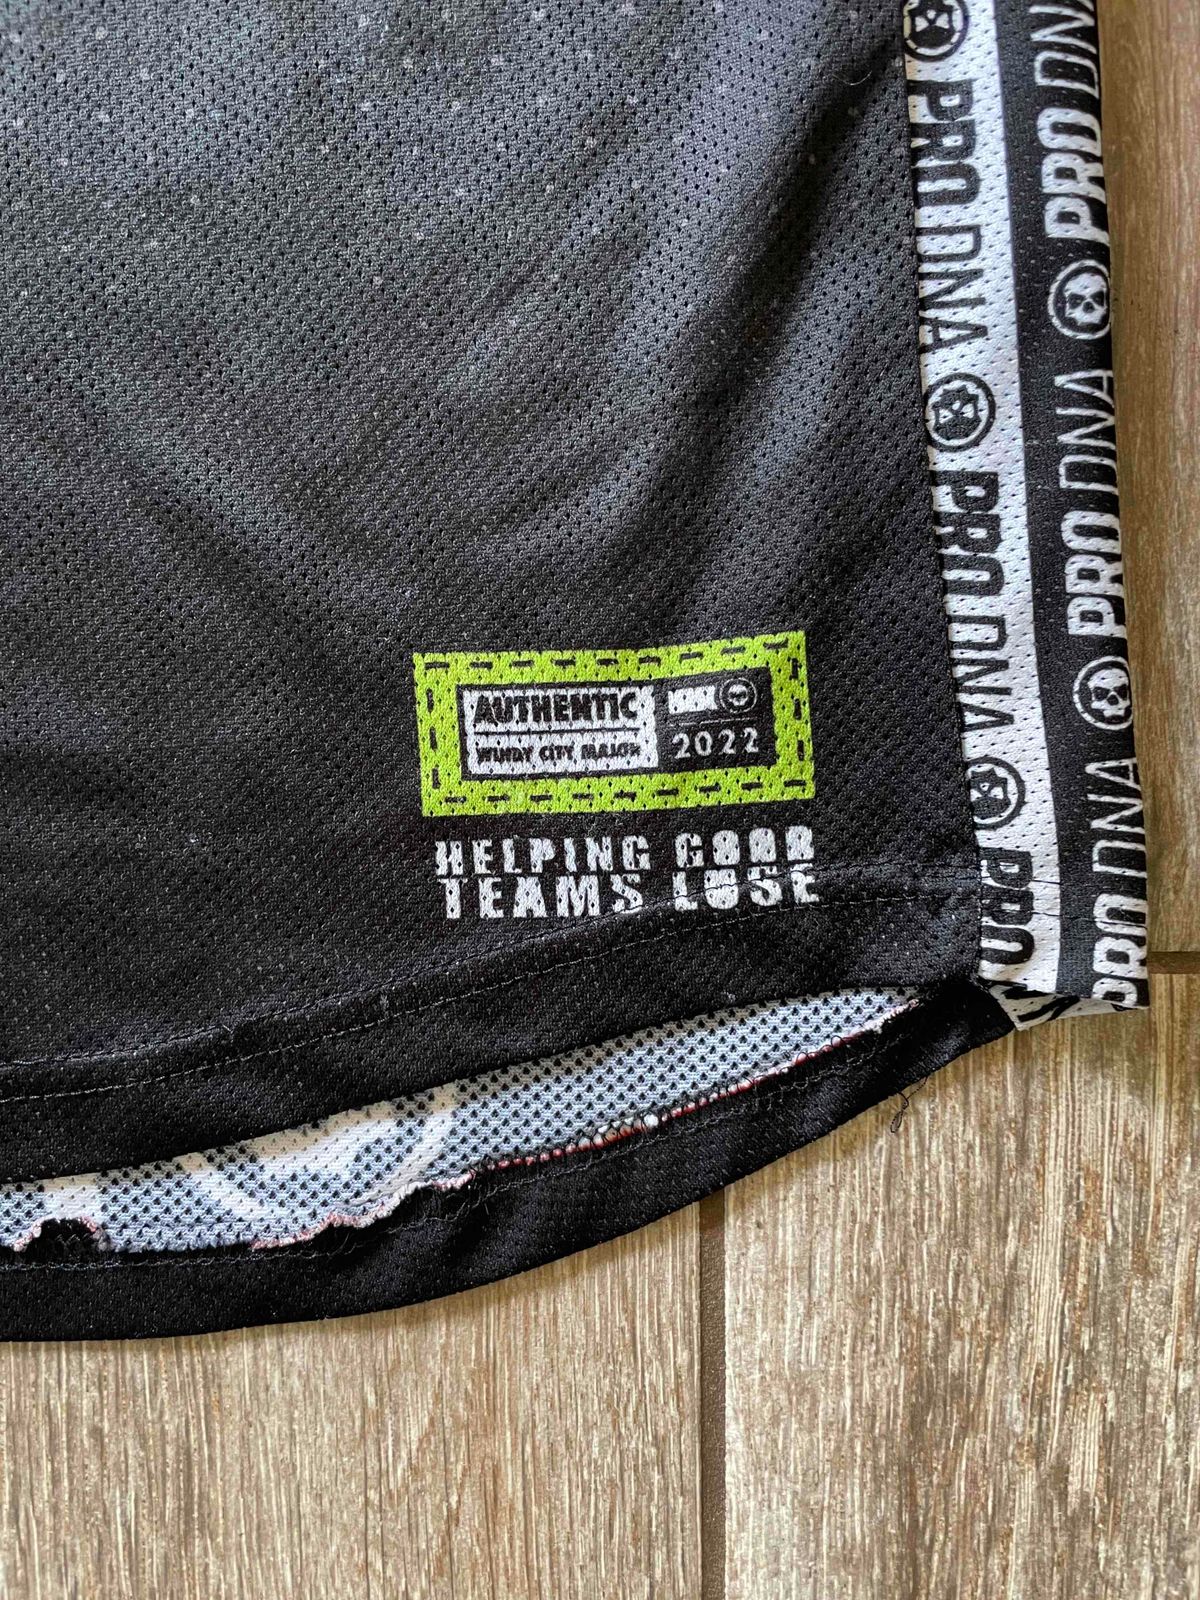 AUTHENTIC
WINDY CITY MAJOR
2022
HELPING GOOD
TEAMS LOSE
PRO DNA
PRO DNA
PRO
PRO DNA
PRO DNA
PRO DNA